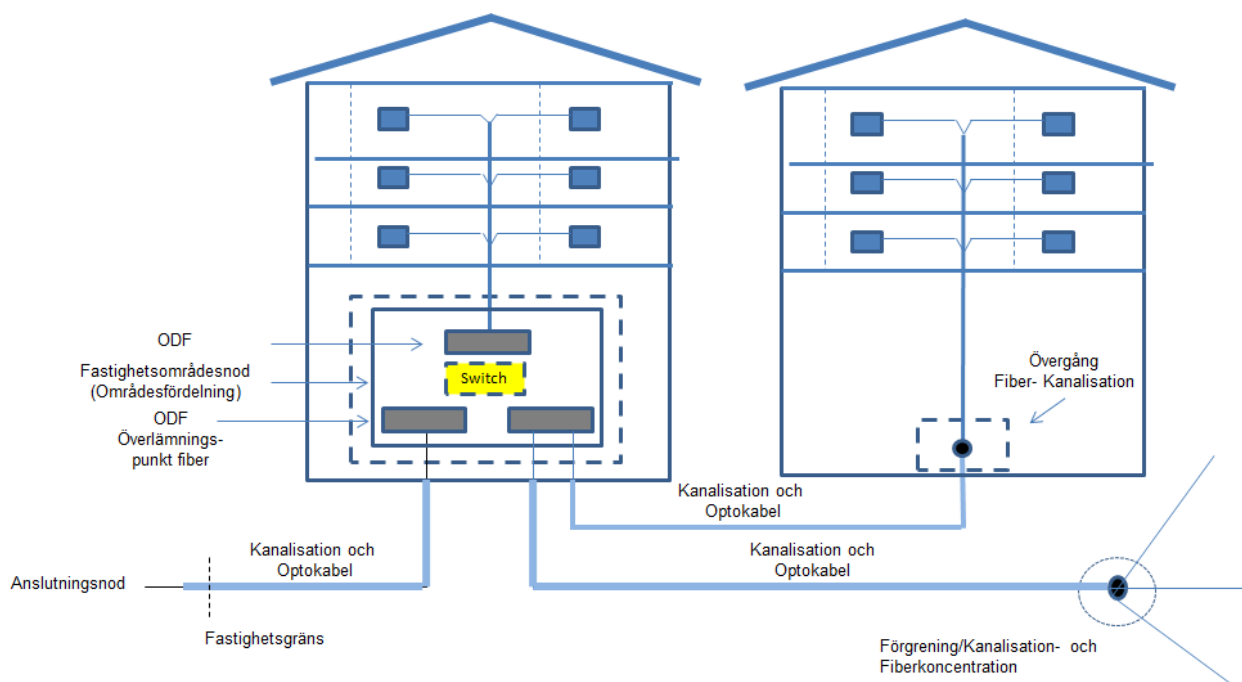 ODF
Fastighetsområdesnod
(Områdesfördelning)
ODF
Överlämnings-
punkt fiber
Switch
Övergång
Fiber- Kanalisation
Kanalisation och
Optokabel
Kanalisation och
Optokabel
Kanalisation och
Optokabel
Anslutningsnod
Fastighetsgräns
Förgrening/Kanalisation- och
Fiberkoncentration